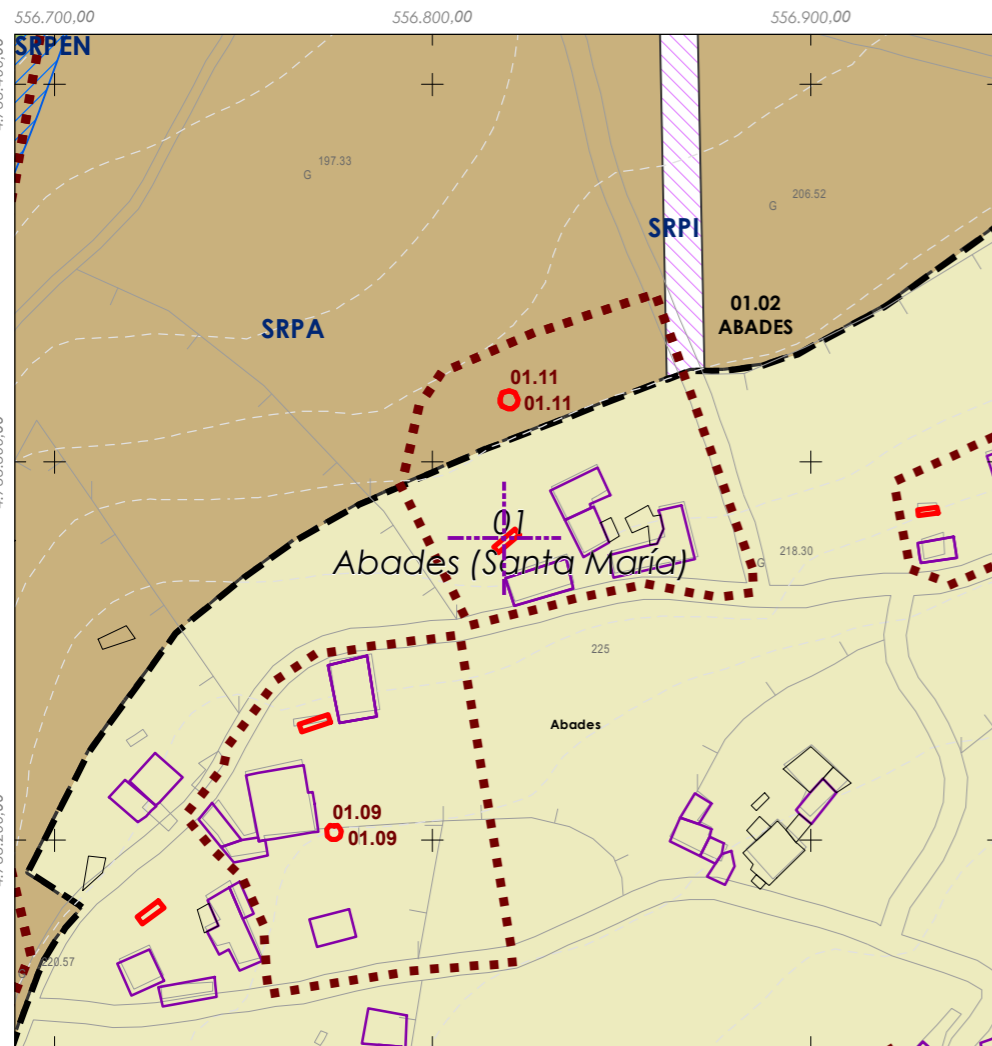 556.700,00
556.800,00
556.900,00
SRPEN
197.33
G
206.52
G
SRPI
01.02
ABADES
SRPA
01.11
01.11
01
Abades (Santa María)
218.30
G
225
Abades
01.09
01.09
220.57
G